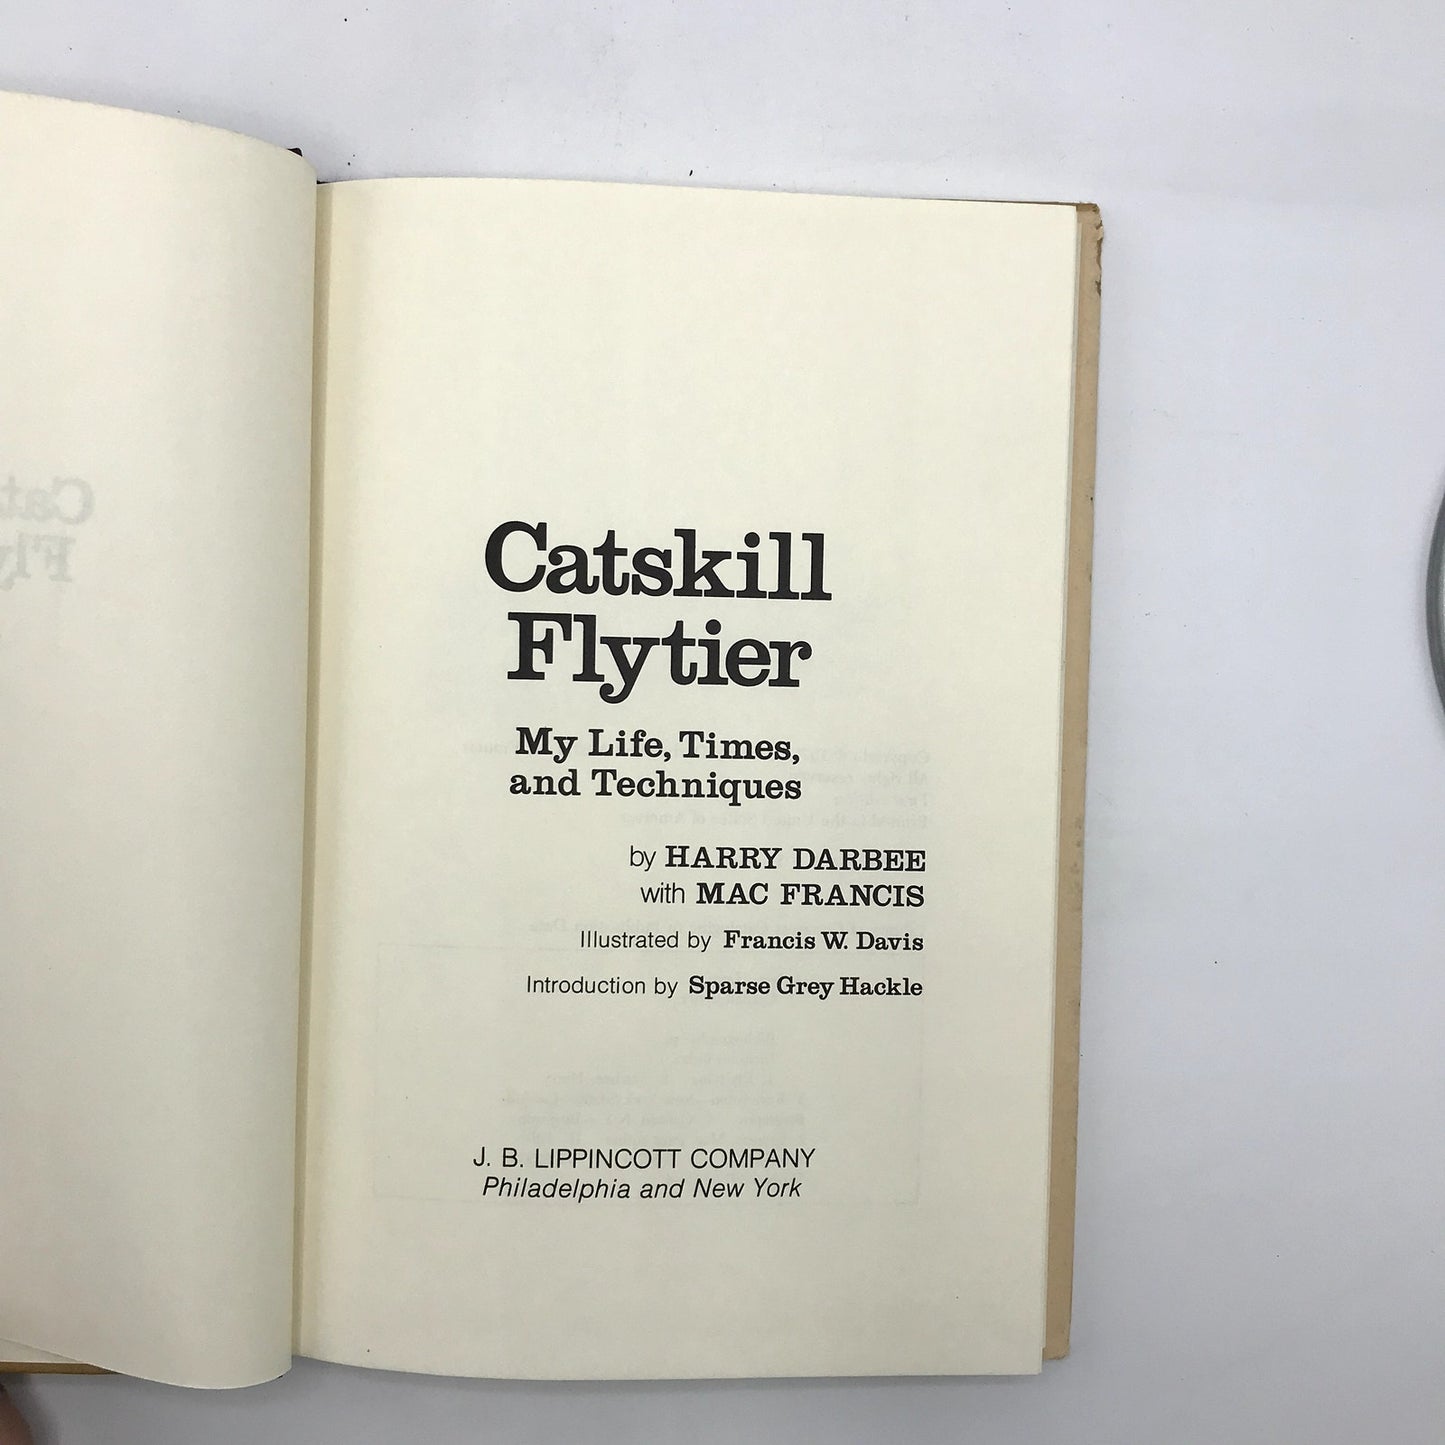 Catskill
Flytier
My Life, Times,
and Techniques
by HARRY DARBEE
with MAC FRANCIS
Illustrated by Francis W. Davis
Introduction by Sparse Grey Hackle
J. B. LIPPINCOTT COMPANY
Philadelphia and New York